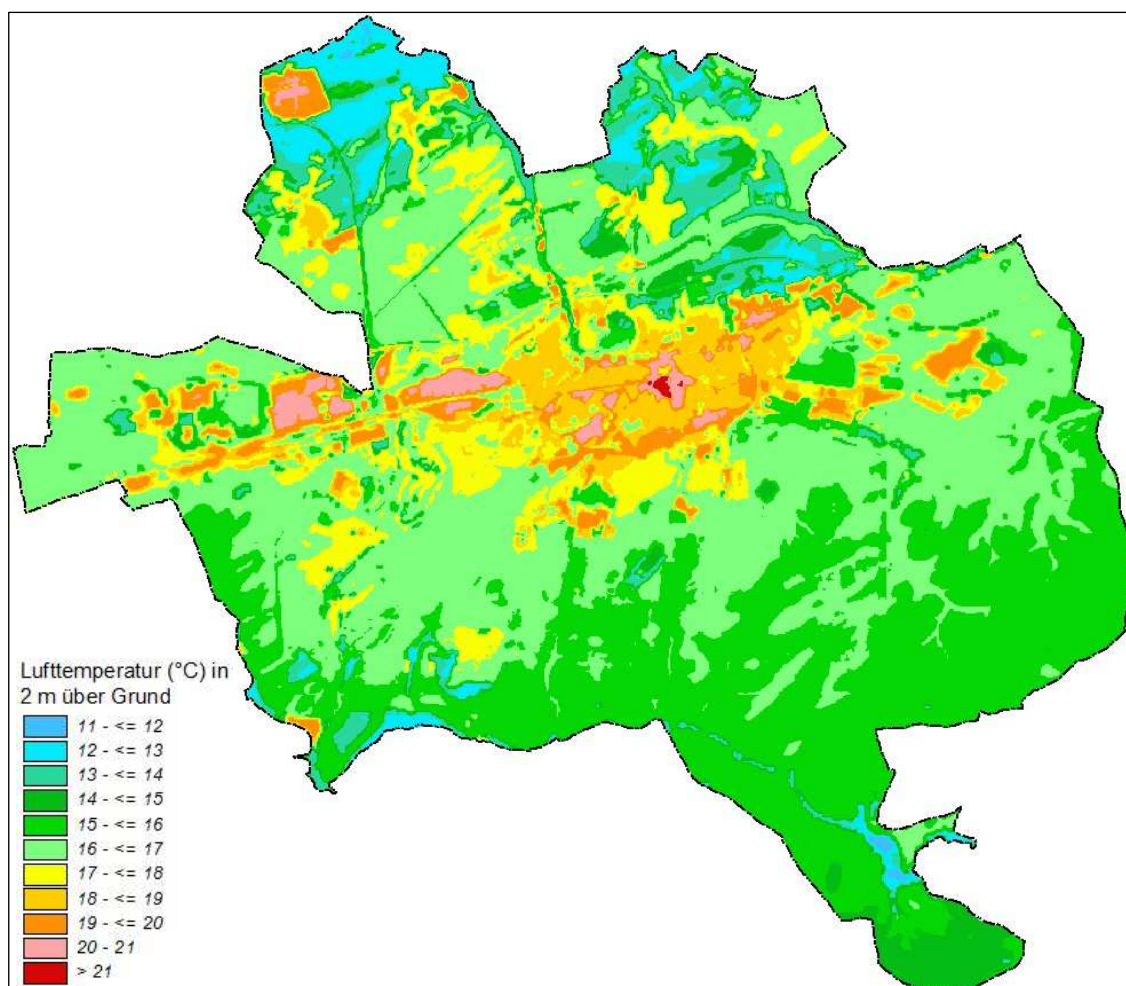 Lufttemperatur (°C) in
2 m über Grund
11 - <= 12
12 - <= 13
13 - <= 14
14 - <= 15
15 - <= 16
16 - <= 17
17 - <= 18
18 - <= 19
19 - <= 20
20 - 21
> 21